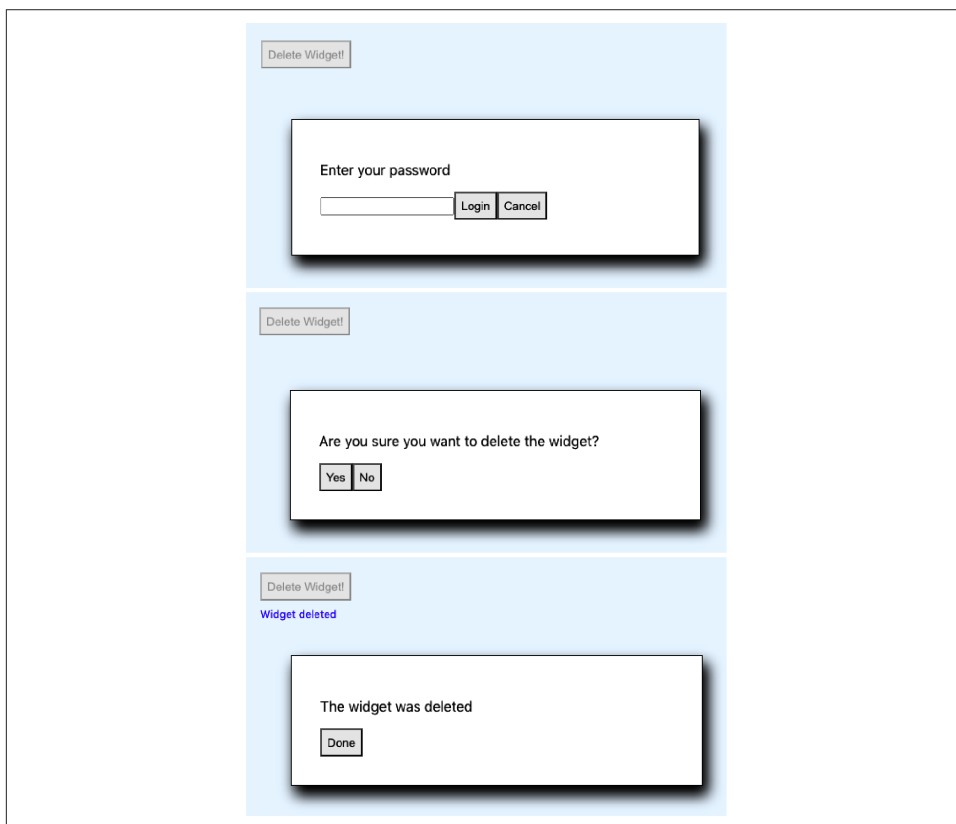 Delete Widget!
Enter your password
Login Cancel
Delete Widget!
Are you sure you want to delete the widget?
Yes No
Delete Widget!
Widget deleted
The widget was deleted
Done